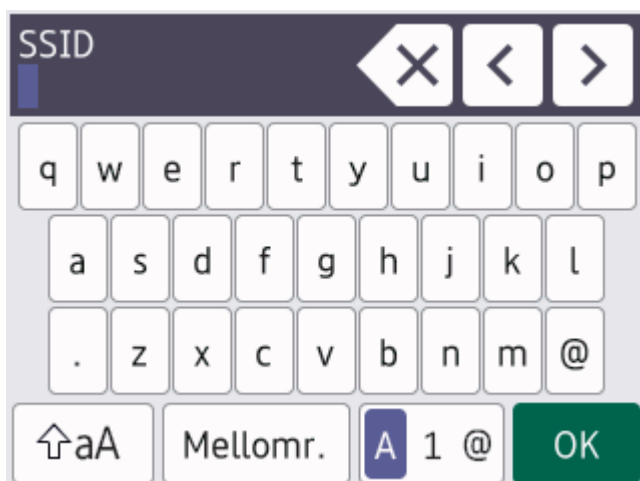 SSID
q w e r t y u i o p
a s d f g h j k l
. z x c v b n m @
aA Mellomr. A 1 @ OK